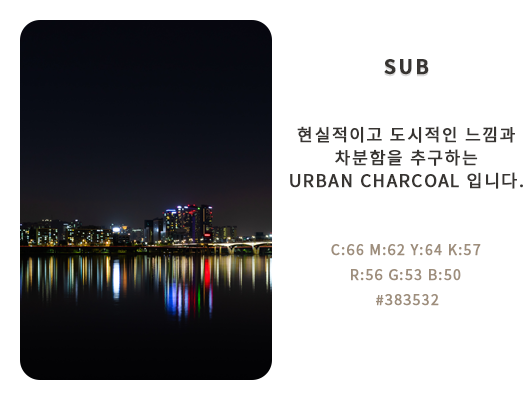 SUB
현실적이고 도시적인 느낌과
차분함을 추구하는
URBAN CHARCOAL 입니다.
C:66 M:62 Y:64 K:57
R:56 G:53 B:50
#383532